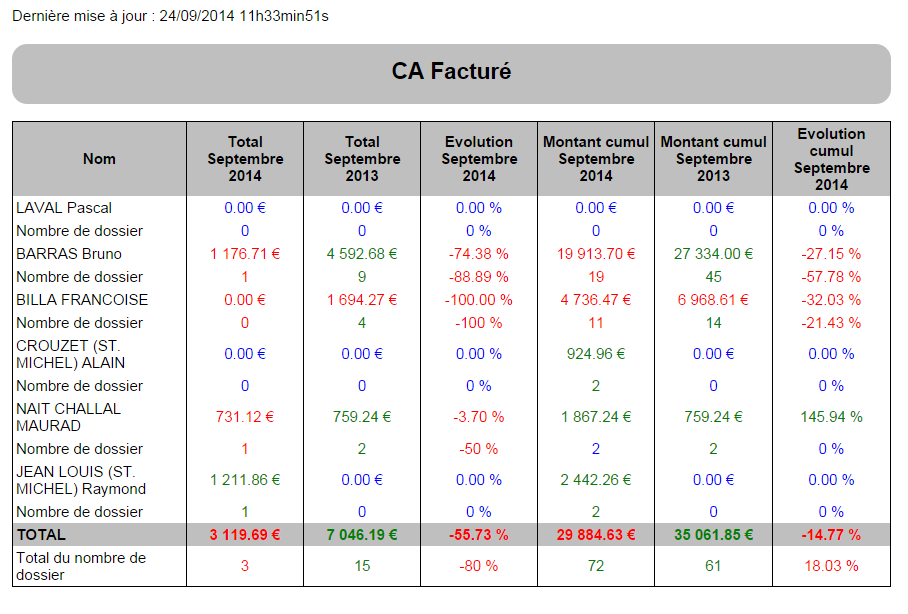 Dernière mise à jour : 24/09/2014 11h33min51s
CA Facturé
Nom
Total
Septembre
2014
Total
Septembre
2013
Evolution
Septembre
2014
Montant cumul
Septembre
2014
Montant cumul
Septembre
2013
Evolution
cumul
Septembre
2014
LAVAL Pascal 0.00 € 0.00 € 0.00 % 0.00 € 0.00 € 0.00 %
Nombre de dossier 0 0 0 % 0 0 0 %
BARRAS Bruno 1 176.71 € 4 592.68 € -74.38 % 19 913.70 € 27 334.00 € -27.15 %
Nombre de dossier 1 9 -88.89 % 19 45 -57.78 %
BILLA FRANCOISE 0.00 € 1 694.27 € -100.00 % 4 736.47 € 6 968.61 € -32.03 %
Nombre de dossier 0 4 -100 % 11 14 -21.43 %
CROUZET (ST.
MICHEL) ALAIN 0.00 € 0.00 € 0.00 % 924.96 € 0.00 € 0.00 %
Nombre de dossier 0 0 0 % 2 0 0 %
NAIT CHALLAL
MAURAD 731.12 € 759.24 € -3.70 % 1 867.24 € 759.24 € 145.94 %
Nombre de dossier 1 2 -50 % 2 2 0 %
JEAN LOUIS (ST.
MICHEL) Raymond 1 211.86 € 0.00 € 0.00 % 2 442.26 € 0.00 € 0.00 %
Nombre de dossier 1 0 0 % 2 0 0 %
TOTAL 3 119.69 € 7 046.19 € -55.73 % 29 884.63 € 35 061.85 € -14.77 %
Total du nombre de
dossier 3 15 -80 % 72 61 18.03 %